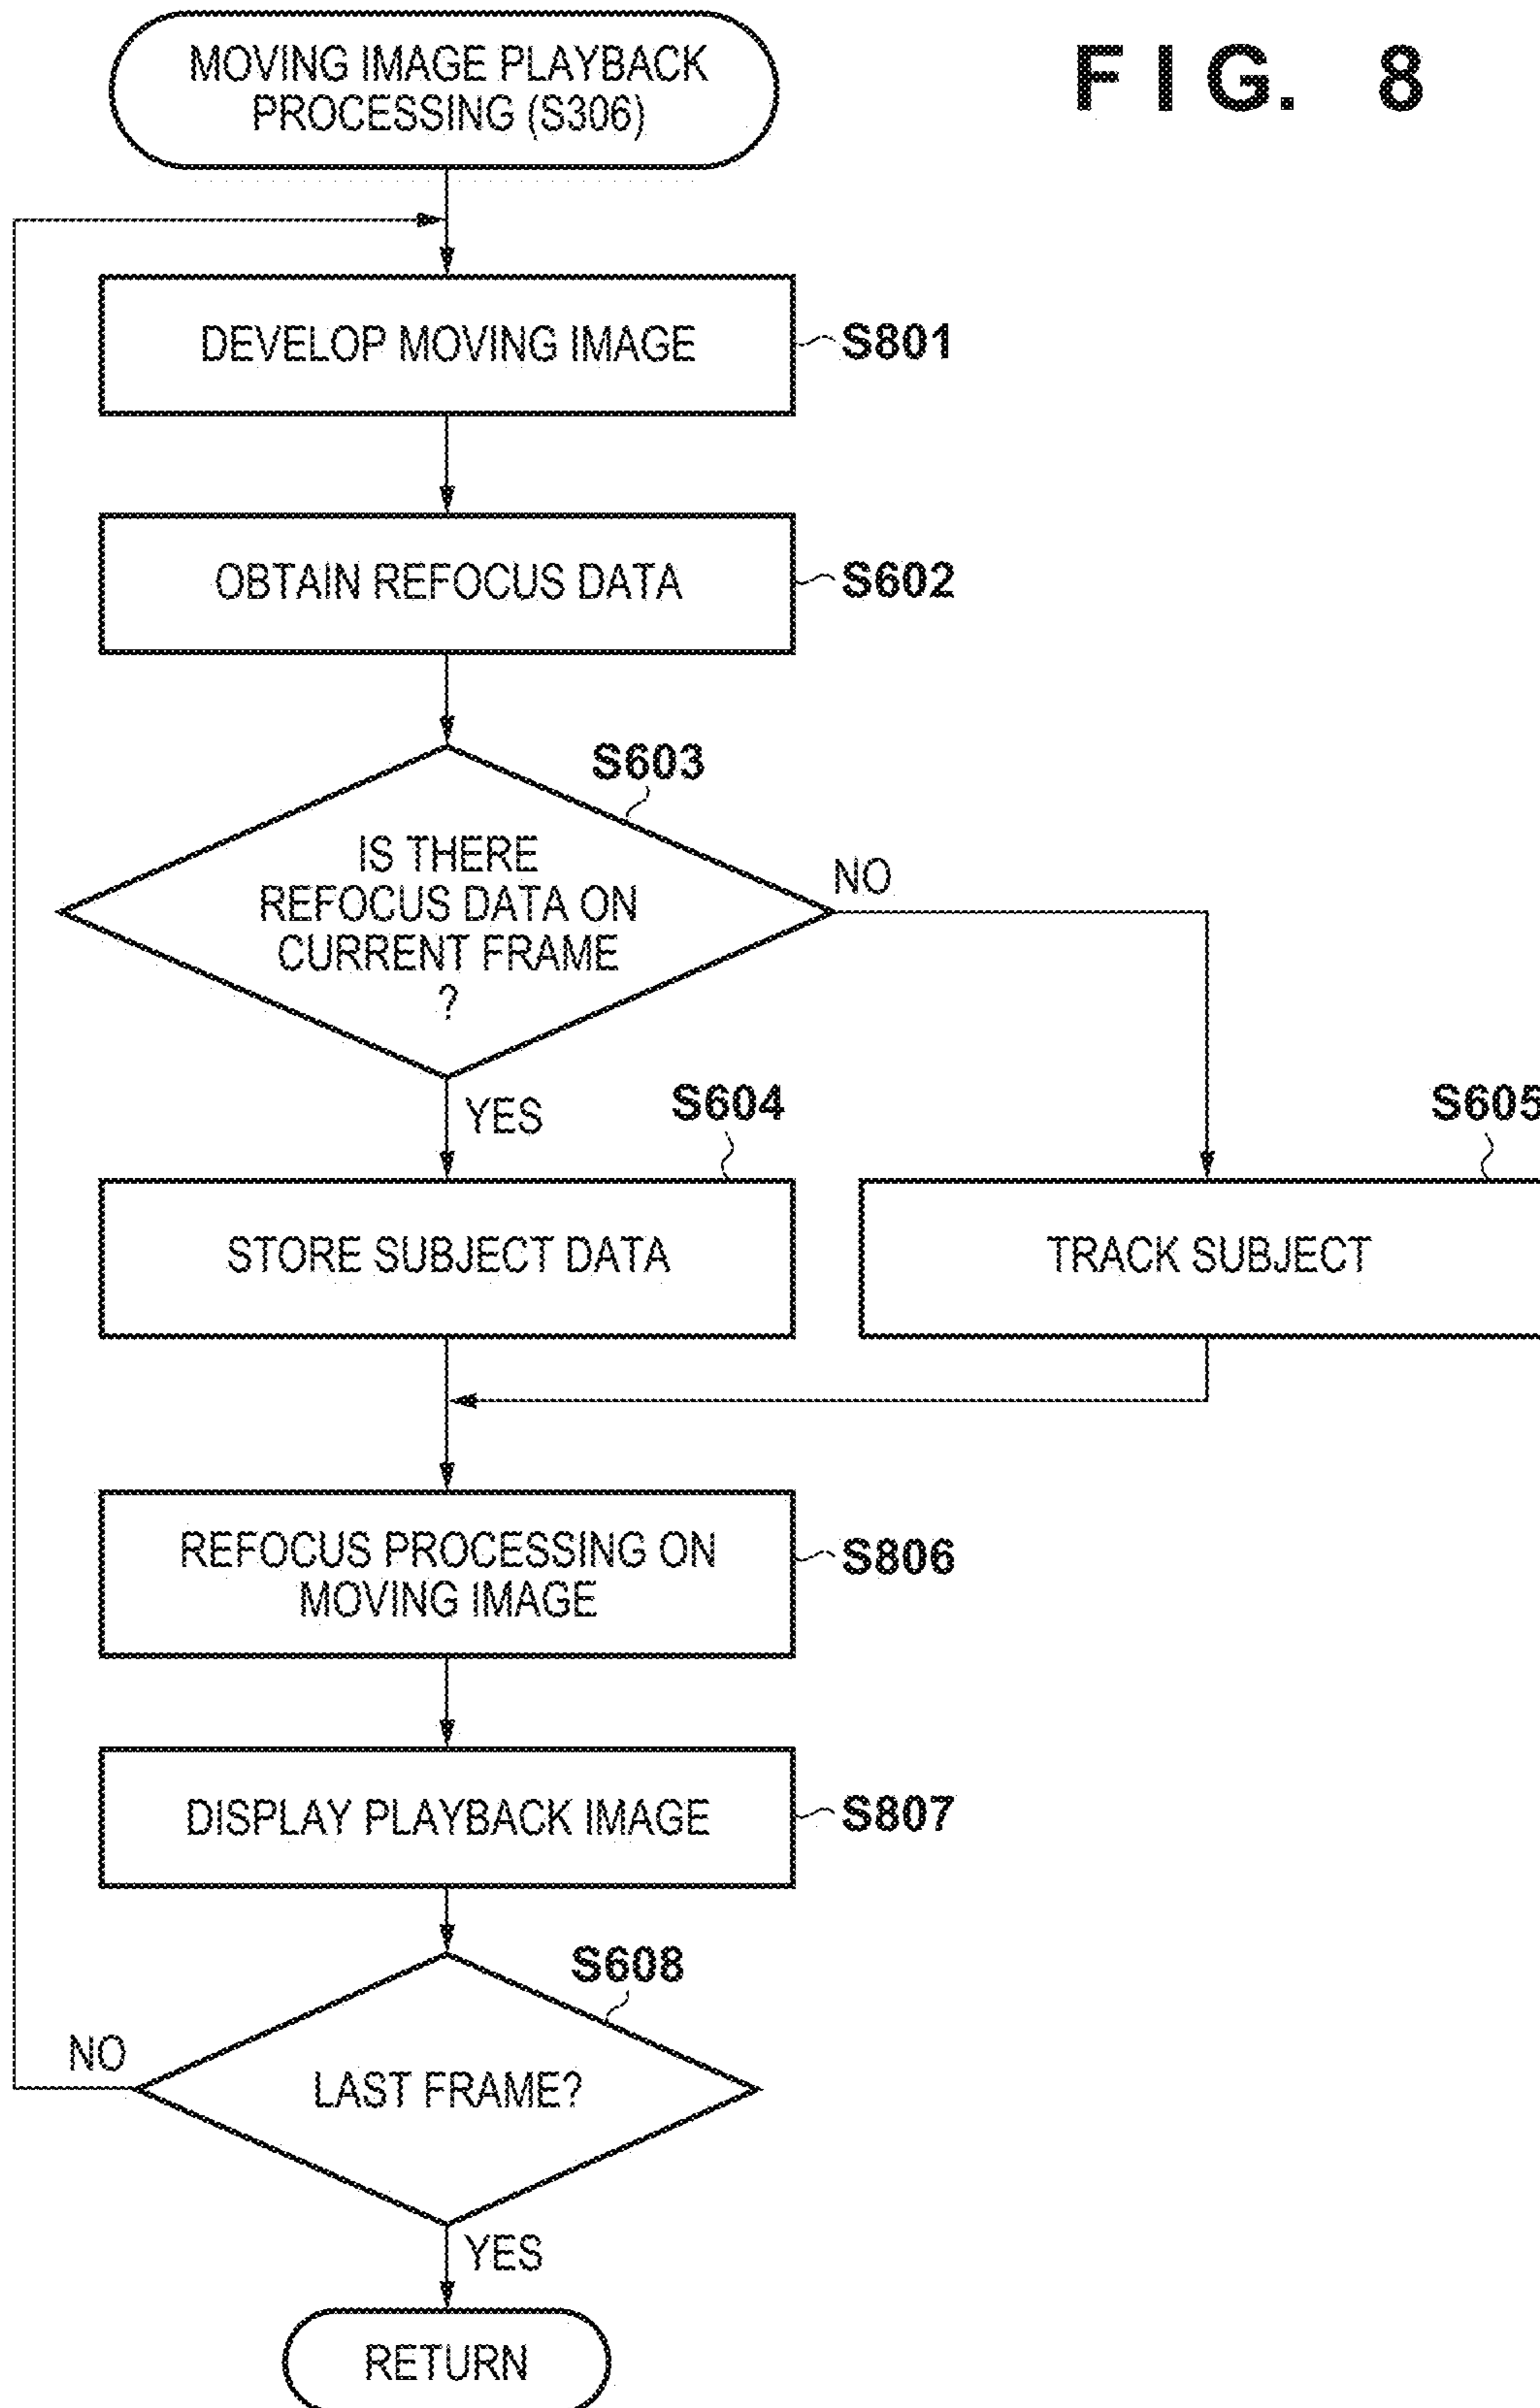 FIG. 8
MOVING IMAGE PLAYBACK
PROCESSING (S306)
DEVELOP MOVING IMAGE
S801
OBTAIN REFOCUS DATA
S602
S603
IS THERE
REFOCUS DATA ON
CURRENT FRAME
?
NO
YES
S604
STORE SUBJECT DATA
S605
TRACK SUBJECT
REFOCUS PROCESSING ON
MOVING IMAGE
S806
DISPLAY PLAYBACK IMAGE
S807
S608
LAST FRAME?
NO
YES
RETURN